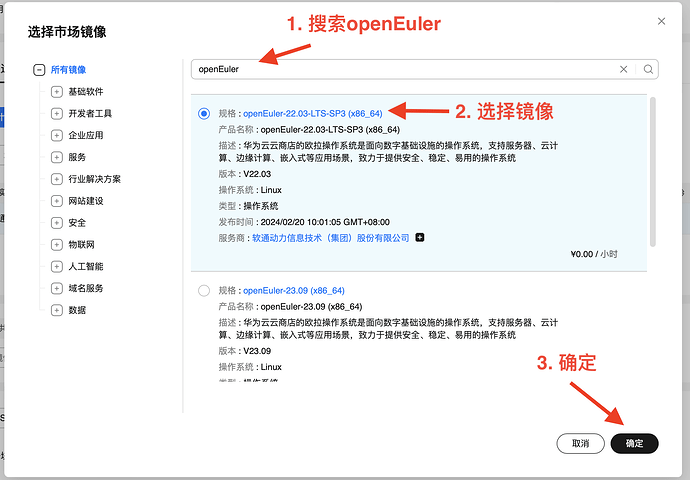 选择市场镜像
1. 搜索openEuler
所有镜像
基础软件
开发者工具
企业应用
服务
行业解决方案
网站建设
安全
物联网
人工智能
域名服务
数据
openEuler
规格 : openEuler-22.03-LTS-SP3 (x86_64)
2. 选择镜像
产品名称 : openEuler-22.03-LTS-SP3 (x86_64)
描述 : 华为云云商店的欧拉操作系统是面向数字基础设施的操作系统，支持服务器、云计
算、边缘计算、嵌入式等应用场景，致力于提供安全、稳定、易用的操作系统
版本 : V22.03
操作系统 : Linux
类型 : 操作系统
发布时间 : 2024/02/20 10:01:05 GMT+08:00
服务商 : 软通动力信息技术（集团）股份有限公司
¥0.00 / 小时
规格 : openEuler-23.09 (x86_64)
产品名称 : openEuler-23.09 (x86_64)
描述 : 华为云云商店的欧拉操作系统是面向数字基础设施的操作系统，支持服务器、云计
算、边缘计算、嵌入式等应用场景，致力于提供安全、稳定、易用的操作系统
版本 : V23.09
操作系统 : Linux
类型 : 操作系统
3. 确定
取消
确定